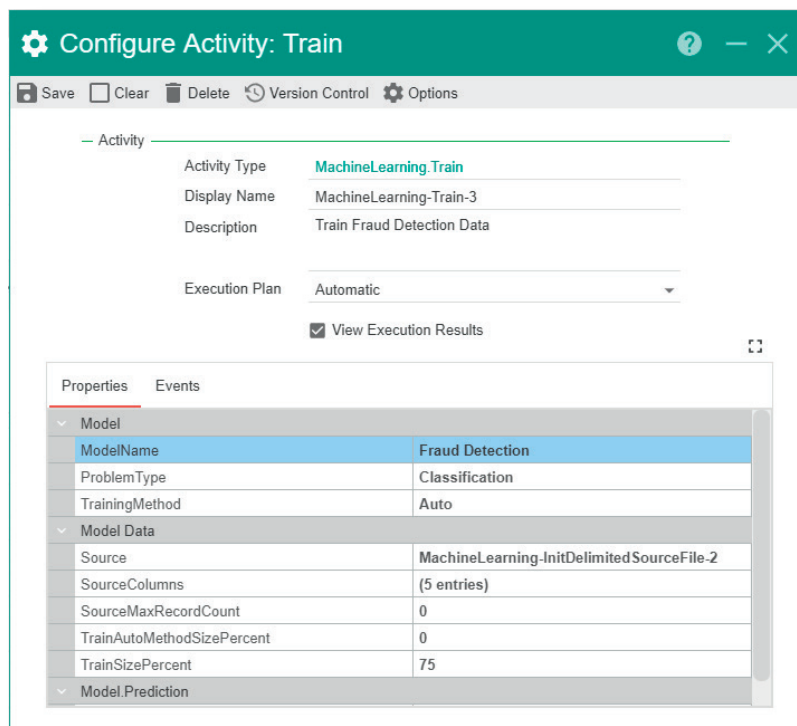 Configure Activity: Train
Save Clear Delete Version Control Options
Activity
Activity Type MachineLearning.Train
Display Name MachineLearning-Train-3
Description Train Fraud Detection Data
Execution Plan Automatic
View Execution Results
Properties Events
Model
ModelName Fraud Detection
ProblemType Classification
TrainingMethod Auto
Model Data
Source MachineLearning-InitDelimitedSourceFile-2
SourceColumns (5 entries)
SourceMaxRecordCount 0
TrainAutoMethodSizePercent 0
TrainSizePercent 75
Model.Prediction